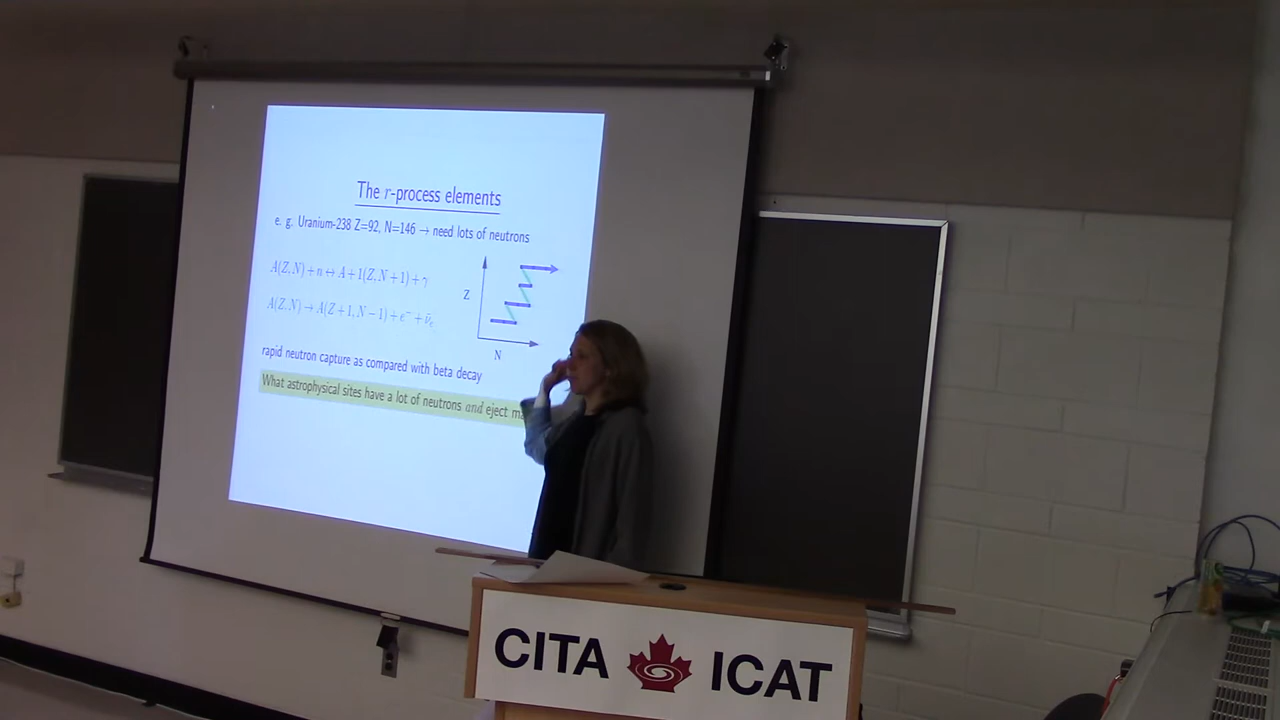 The r-process elements
e. g. Uranium-238 Z=92, N=146 → need lots of neutrons
A(Z,N) + n ↔ A+1(Z,N+1) + γ
A(Z,N) → A(Z+1,N−1) + e⁻ + ν̄ₑ
Z
N
rapid neutron capture as compared with beta decay
What astrophysical sites have a lot of neutrons and eject
CITA ICAT